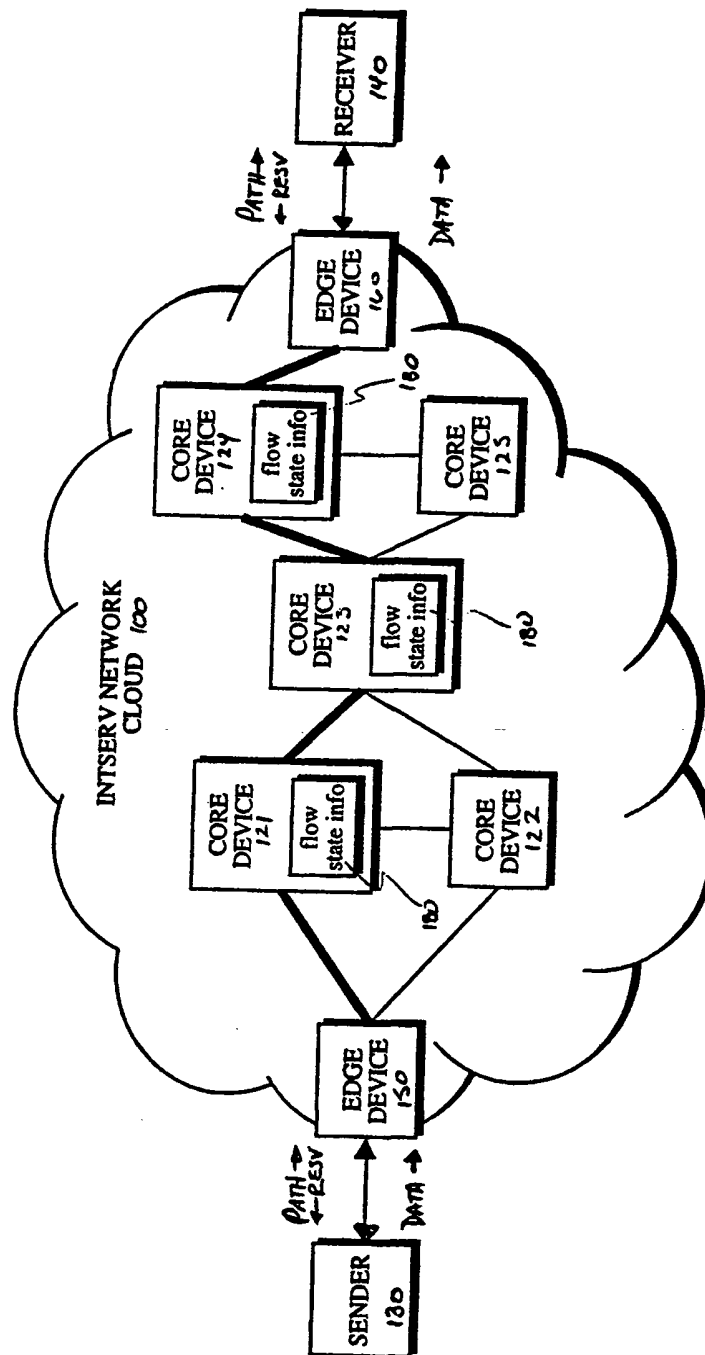 INTSERV NETWORK
CLOUD 100
SENDER
130
PATH →
← RESV
DATA →
EDGE
DEVICE
150
CORE
DEVICE
121
flow
state info
180
CORE
DEVICE
122
CORE
DEVICE
123
flow
state info
180
CORE
DEVICE
124
flow
state info
180
CORE
DEVICE
125
EDGE
DEVICE
160
PATH →
← RESV
DATA →
RECEIVER
140